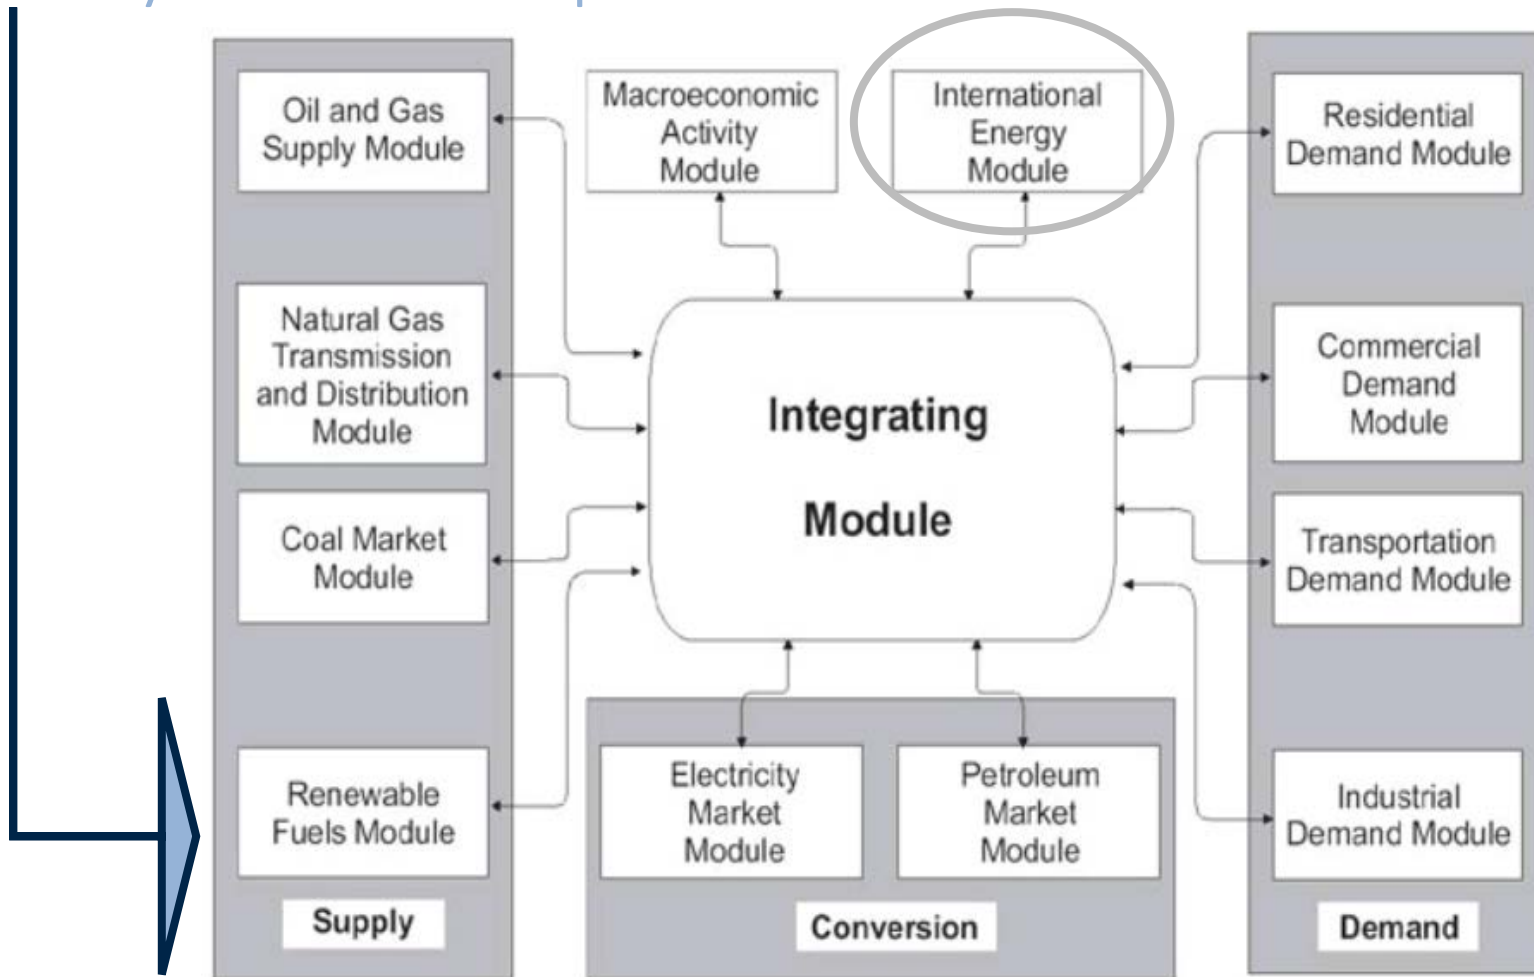 Oil and Gas
Supply Module
Natural Gas
Transmission
and Distribution
Module
Coal Market
Module
Renewable
Fuels Module
Supply
Macroeconomic
Activity
Module
International
Energy
Module
Integrating
Module
Electricity
Market
Module
Petroleum
Market
Module
Conversion
Residential
Demand Module
Commercial
Demand
Module
Transportation
Demand Module
Industrial
Demand Module
Demand